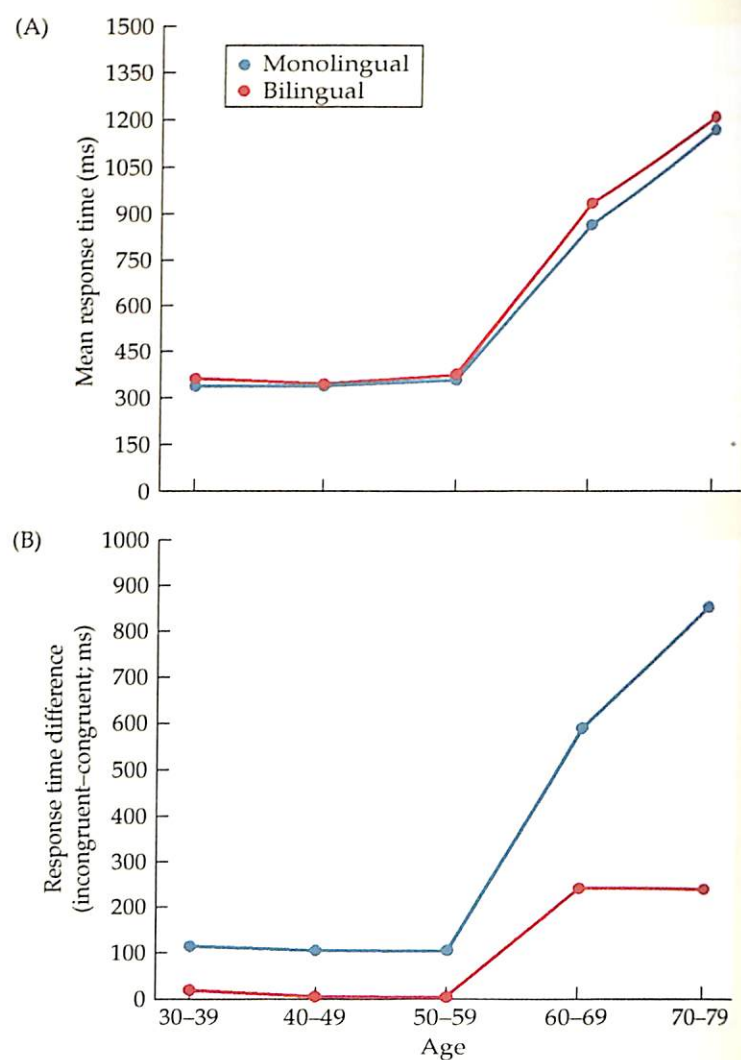 (A)
Mean response time (ms)
1500
1350
1200
1050
900
750
600
450
300
150
0
Monolingual
Bilingual
(B)
Response time difference
(incongruent–congruent; ms)
1000
900
800
700
600
500
400
300
200
100
0
30–39 40–49 50–59 60–69 70–79
Age